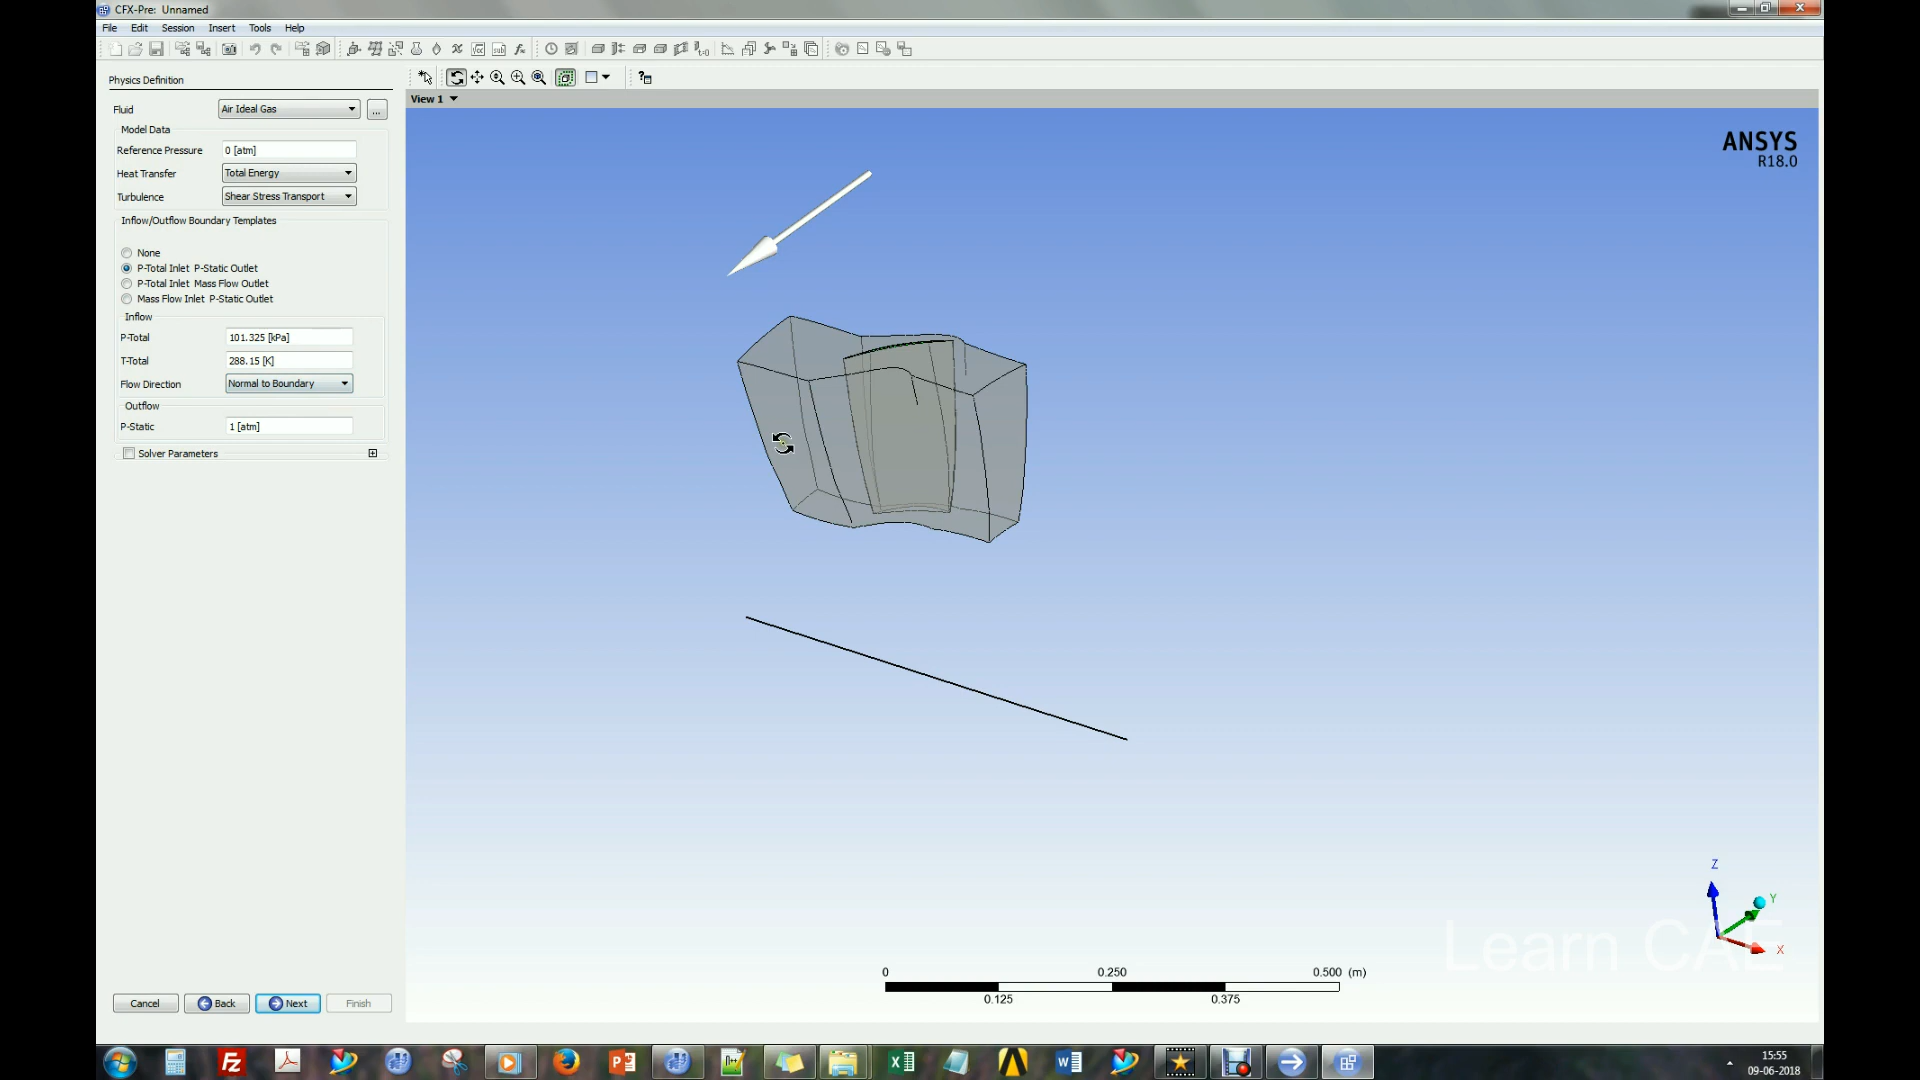 CFX-Pre: Unnamed
File Edit Session Insert Tools Help
Physics Definition
View 1
Fluid Air Ideal Gas ...
Model Data
Reference Pressure 0 [atm]
Heat Transfer Total Energy
Turbulence Shear Stress Transport
Inflow/Outflow Boundary Templates
None
P-Total Inlet P-Static Outlet
P-Total Inlet Mass Flow Outlet
Mass Flow Inlet P-Static Outlet
Inflow
P-Total 101.325 [kPa]
T-Total 288.15 [K]
Flow Direction Normal to Boundary
Outflow
P-Static 1 [atm]
Solver Parameters
ANSYS
R18.0
Z
Y
X
Learn CAE
0 0.250 0.500 (m)
0.125 0.375
Cancel Back Next Finish
15:55
09-06-2018